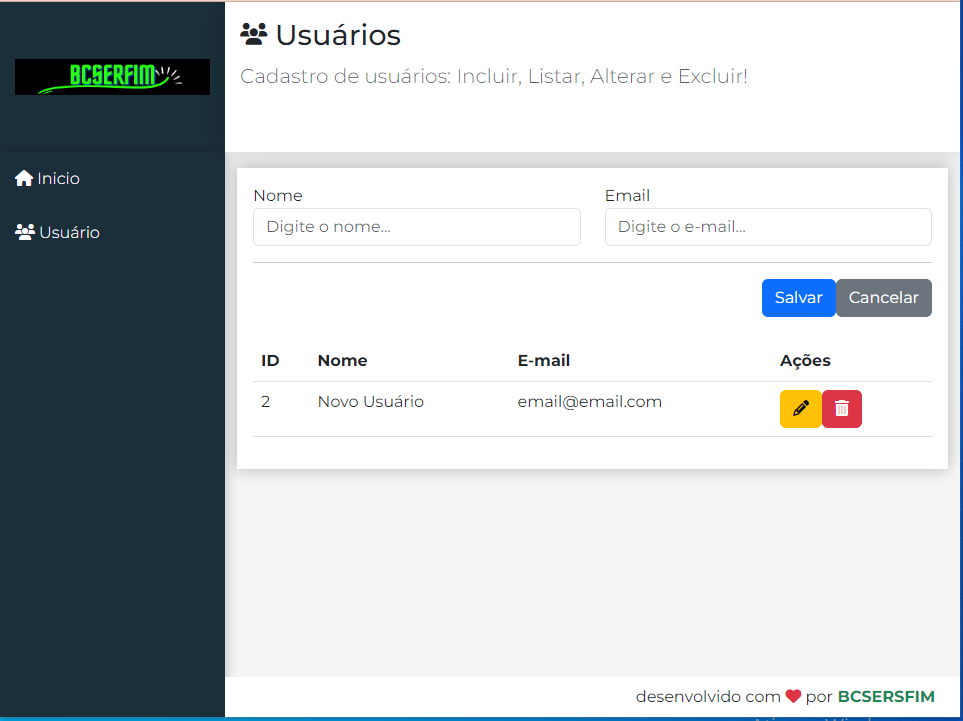 Usuários
Cadastro de usuários: Incluir, Listar, Alterar e Excluir!
BCSERFIM
Inicio
Usuário
Nome Email
Digite o nome... Digite o e-mail...
Salvar Cancelar
ID Nome E-mail Ações
2 Novo Usuário email@email.com
desenvolvido com por BCSERSFIM